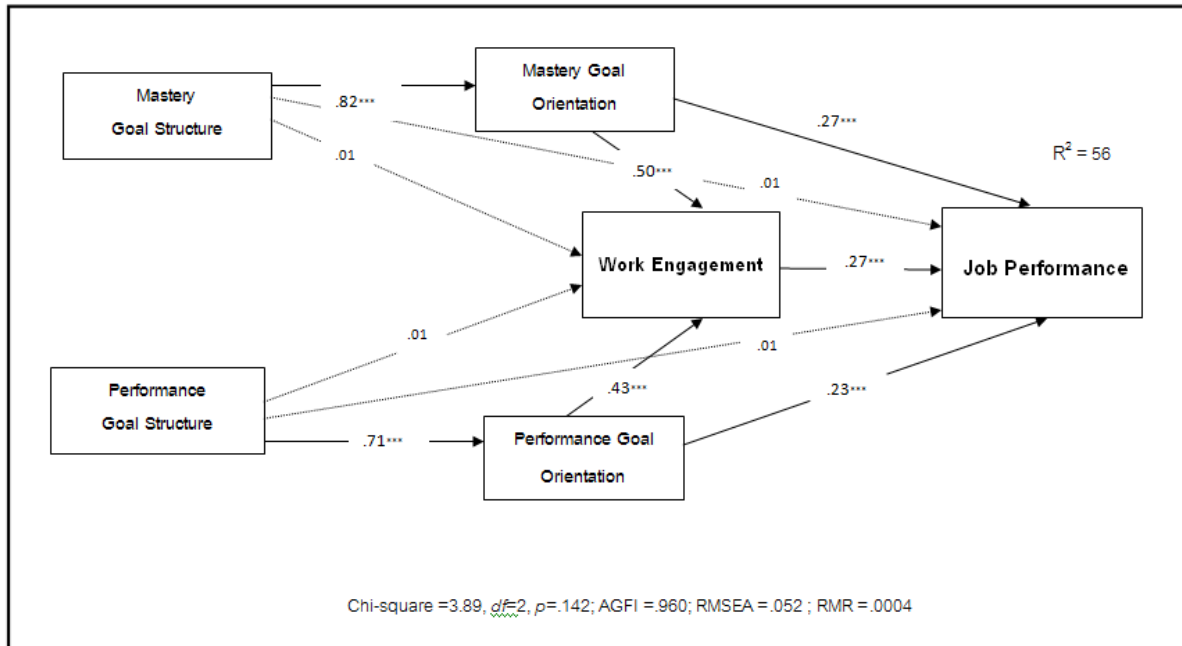 Mastery Goal
Orientation
Mastery
Goal Structure
.82***
.27***
R² = 56
.01
.50***
.01
Work Engagement
.27***
Job Performance
.01
.01
Performance
Goal Structure
.43***
.23***
.71***
Performance Goal
Orientation
Chi-square =3.89, df=2, p=.142; AGFI =.960; RMSEA =.052 ; RMR =.0004